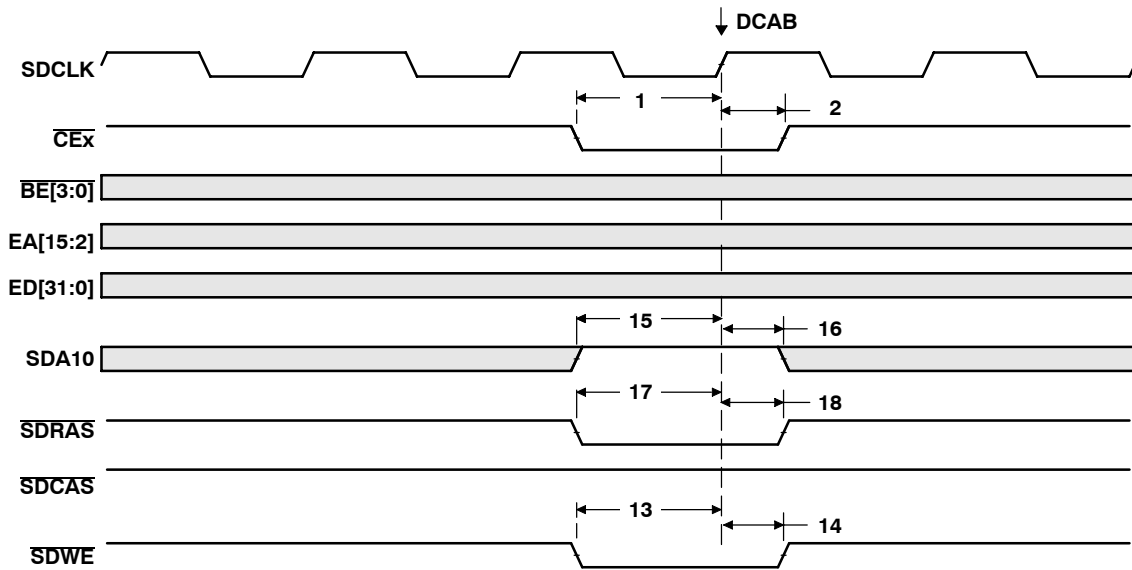 DCAB
SDCLK
1
2
CEx
BE[3:0]
EA[15:2]
ED[31:0]
15
16
SDA10
17
18
SDRAS
SDCAS
13
14
SDWE